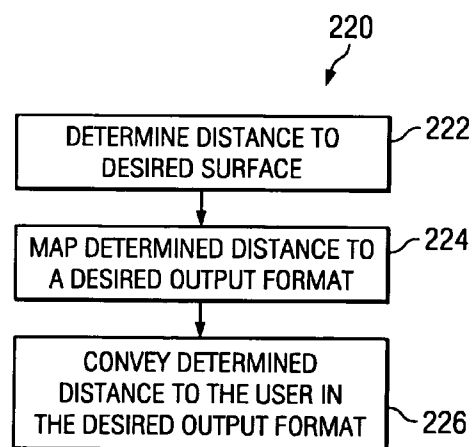 220
DETERMINE DISTANCE TO
DESIRED SURFACE
222
MAP DETERMINED DISTANCE TO
A DESIRED OUTPUT FORMAT
224
CONVEY DETERMINED
DISTANCE TO THE USER IN
THE DESIRED OUTPUT FORMAT
226